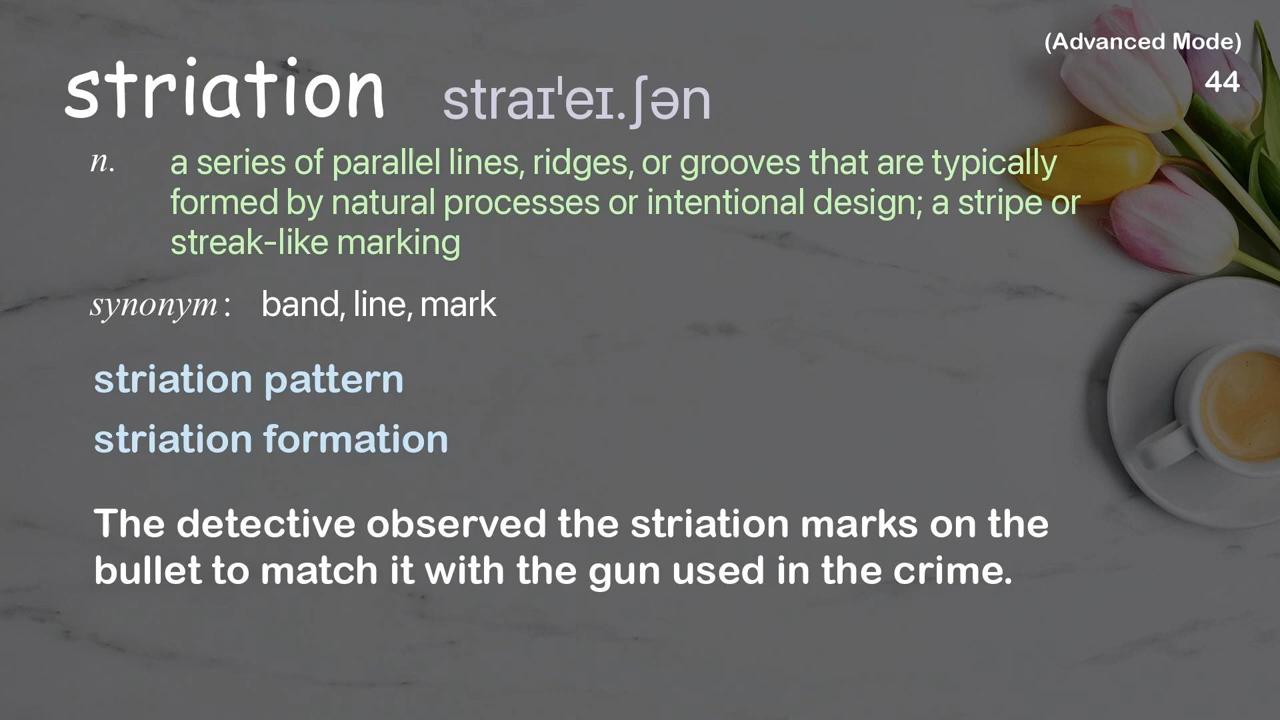 (Advanced Mode)
44
striation straɪˈeɪ.ʃən
n. a series of parallel lines, ridges, or grooves that are typically
formed by natural processes or intentional design; a stripe or
streak-like marking
synonym: band, line, mark
striation pattern
striation formation
The detective observed the striation marks on the
bullet to match it with the gun used in the crime.